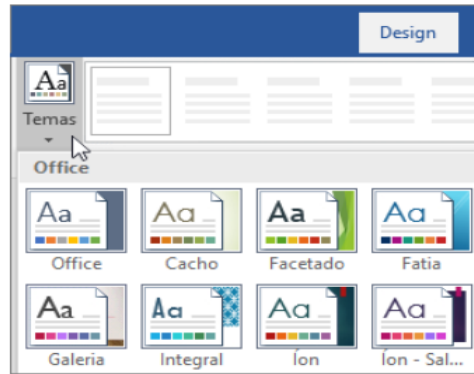 Design
Aa
Temas
Office
Aa Aa Aa Aa
Office Cacho Facetado Fatia
Aa Aa Aa Aa
Galeria Integral Íon Íon - Sal...